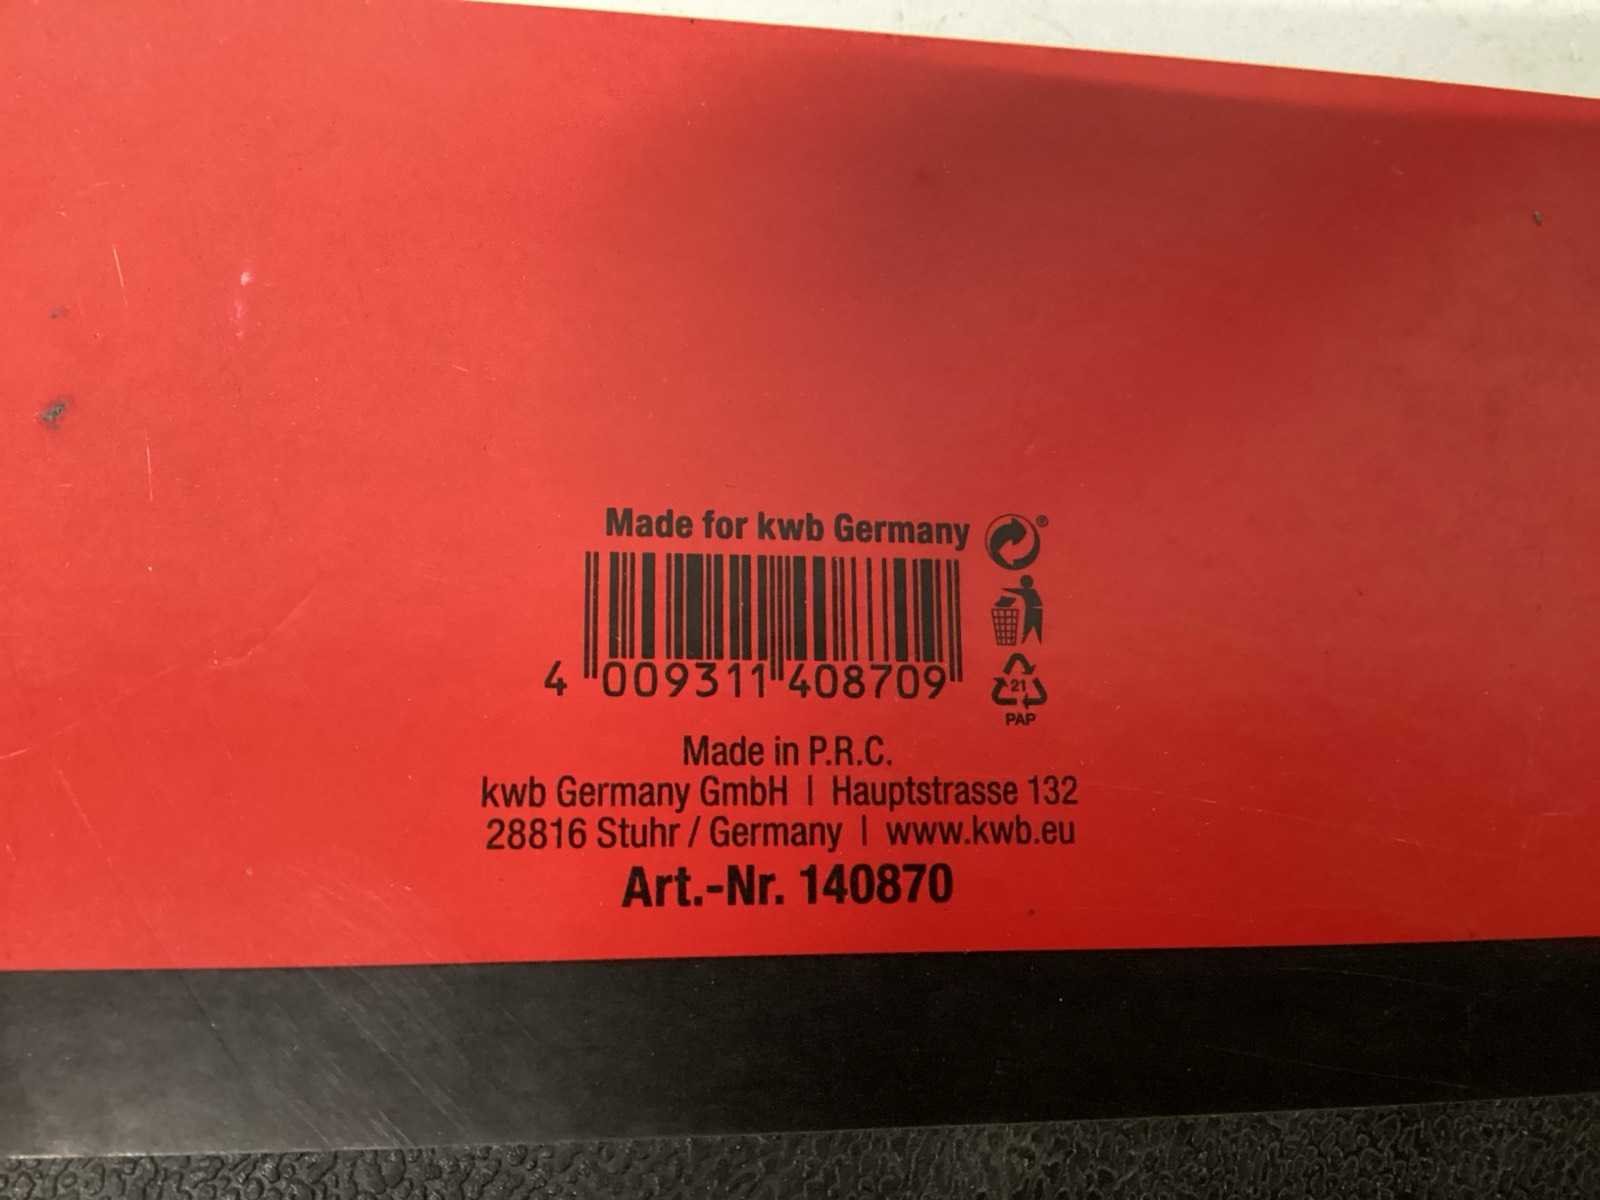 Made for kwb Germany
®
4 009311 408709
21
PAP
Made in P.R.C.
kwb Germany GmbH | Hauptstrasse 132
28816 Stuhr / Germany | www.kwb.eu
Art.-Nr. 140870